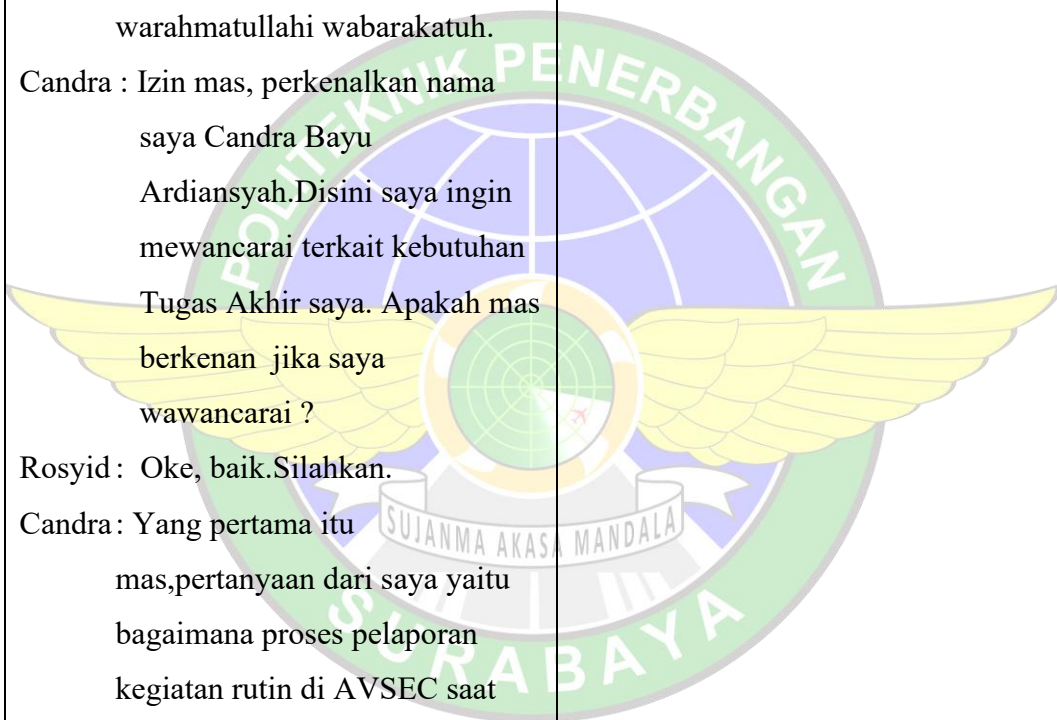 warahmatullahi wabarakatuh.
Candra : Izin mas, perkenalkan nama
saya Candra Bayu
Ardiansyah.Disini saya ingin
mewancarai terkait kebutuhan
Tugas Akhir saya. Apakah mas
berkenan jika saya
wawancarai ?
Rosyid : Oke, baik.Silahkan.
Candra : Yang pertama itu
mas,pertanyaan dari saya yaitu
bagaimana proses pelaporan
kegiatan rutin di AVSEC saat
POLITEKNIK PENERBANGAN
SUJANMA AKASA MANDALA
SURABAYA